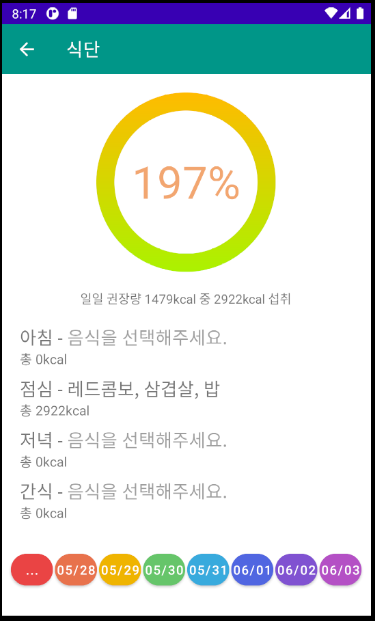 8:17
식단
197%
일일 권장량 1479kcal 중 2922kcal 섭취
아침 - 음식을 선택해주세요.
총 0kcal
점심 - 레드콤보, 삼겹살, 밥
총 2922kcal
저녁 - 음식을 선택해주세요.
총 0kcal
간식 - 음식을 선택해주세요.
총 0kcal
... 05/28 05/29 05/30 05/31 06/01 06/02 06/03